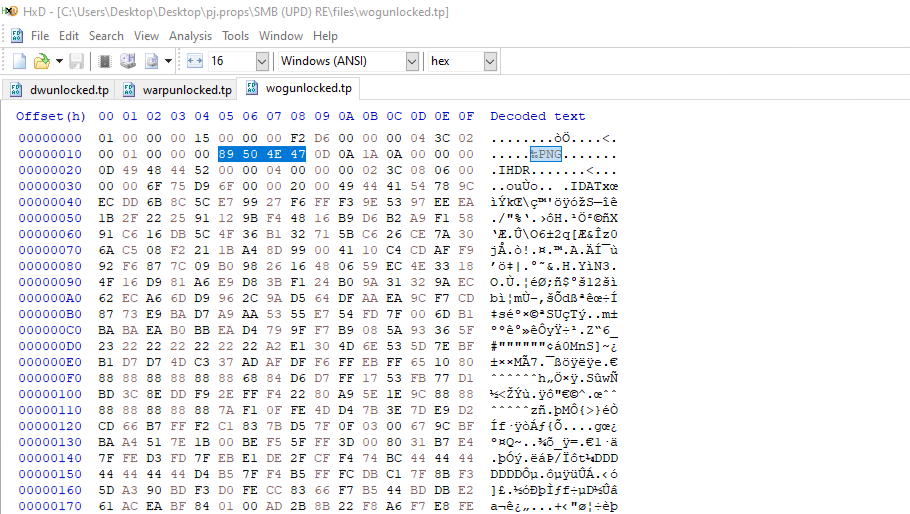 HxD - [C:\Users\Desktop\Desktop\pj.props\SMB (UPD) RE\files\wogunlocked.tp]
File Edit Search View Analysis Tools Window Help
16 Windows (ANSI) hex
dwunlocked.tp warpunlocked.tp wogunlocked.tp
Offset(h) 00 01 02 03 04 05 06 07 08 09 0A 0B 0C 0D 0E 0F Decoded text
00000000 01 00 00 00 15 00 00 00 F2 D6 00 00 00 04 3C 02 ........òÖ....<.
00000010 00 01 00 00 00 89 50 4E 47 0D 0A 1A 0A 00 00 00 .....‰PNG.......
00000020 0D 49 48 44 52 00 00 04 00 00 00 02 3C 08 06 00 .IHDR.......<...
00000030 00 00 6F 75 D9 6F 00 00 20 00 49 44 41 54 78 9C ..ouÙo.. .IDATxœ
00000040 EC DD 6B 8C 5C E7 99 27 F6 FF F3 9E 53 97 EE EA ìÝkŒ\ç™'öÿóžS—îê
00000050 1B 2F 22 25 91 12 9B F4 48 16 B9 D6 B2 A9 F1 58 ./"%‘.›ôH.¹Ö²©ñX
00000060 91 C6 16 DB 5C 4F 36 B1 32 71 5B C6 26 CE 7A 30 ‘Æ.Û\O6±2q[Æ&Îz0
00000070 6A C5 08 F2 21 1B A4 8D 99 00 41 10 C4 CD AF F9 jÅ.ò!.¤.™.A.ÄÍ¯ù
00000080 92 F6 87 7C 09 B0 98 26 16 48 06 59 EC 4E 33 18 ’ö‡|.°˜&.H.YìN3.
00000090 4F 16 D9 81 A6 E9 D8 3B F1 24 B0 9A 31 32 9A EC O.Ù.¦éØ;ñ$°š12šì
000000A0 62 EC A6 6D D9 96 2C 9A D5 64 DF AA EA 9C F7 CD bì¦mÙ–,šÕdßªêœ÷Í
000000B0 87 73 E9 BA D7 A9 AA 53 55 E7 54 FD 7F 00 6D B1 ‡séº×©ªSUçTý..m±
000000C0 BA BA EA B0 BB EA D4 79 9F F7 B9 08 5A 93 36 5F ººê°»êÔyŸ÷¹.Z“6_
000000D0 23 22 22 22 22 22 22 A2 E1 30 4D 6E 53 5D 7E BF #""""""¢á0MnS]~¿
000000E0 B1 D7 D7 4D C3 37 AD AF DF F6 FF EB FF 65 10 80 ±××MÃ7.¯ßöÿëÿe.€
000000F0 88 88 88 88 88 88 68 84 D6 D7 FF 17 53 FB 77 D1 ˆˆˆˆˆˆh„Ö×ÿ.SûwÑ
00000100 BD 3C 8E DD F9 2E FF F4 22 80 A9 5E 1E 9C 88 88 ½<ŽÝù.ÿô"€©^.œˆˆ
00000110 88 88 88 88 88 7A F1 0F FE 4D D4 7B 3E 7D E9 D2 ˆˆˆˆˆzñ.þMÔ{>}éÒ
00000120 CD 66 B7 FF F2 C1 83 7B D5 7F 0F 03 00 67 9C BF Íf·ÿòÁƒ{Õ....gœ¿
00000130 BA A4 51 7E 1B 00 BE F5 5F FF 3D 00 80 31 B7 E4 º¤Q~..¾õ_ÿ=.€1·ä
00000140 7F FE D3 FD 7F EB E1 DE 2F CF F4 74 BC 44 44 44 .þÓý.ëáÞ/Ïôt¼DDD
00000150 44 44 44 44 D4 B5 7F F4 B5 FF FC DB C1 7F 8B F3 DDDDÔµ.ôµÿüÛÁ.‹ó
00000160 5D A3 90 BD F3 D0 FE CC 83 66 F7 B5 44 BD DB E2 ]£.½óÐþÌƒf÷µD½Ûâ
00000170 61 AC EA BF 84 01 00 AD 2B 8B 22 F8 A6 F7 E8 FE a¬ê¿„...+‹"ø¦÷èþ